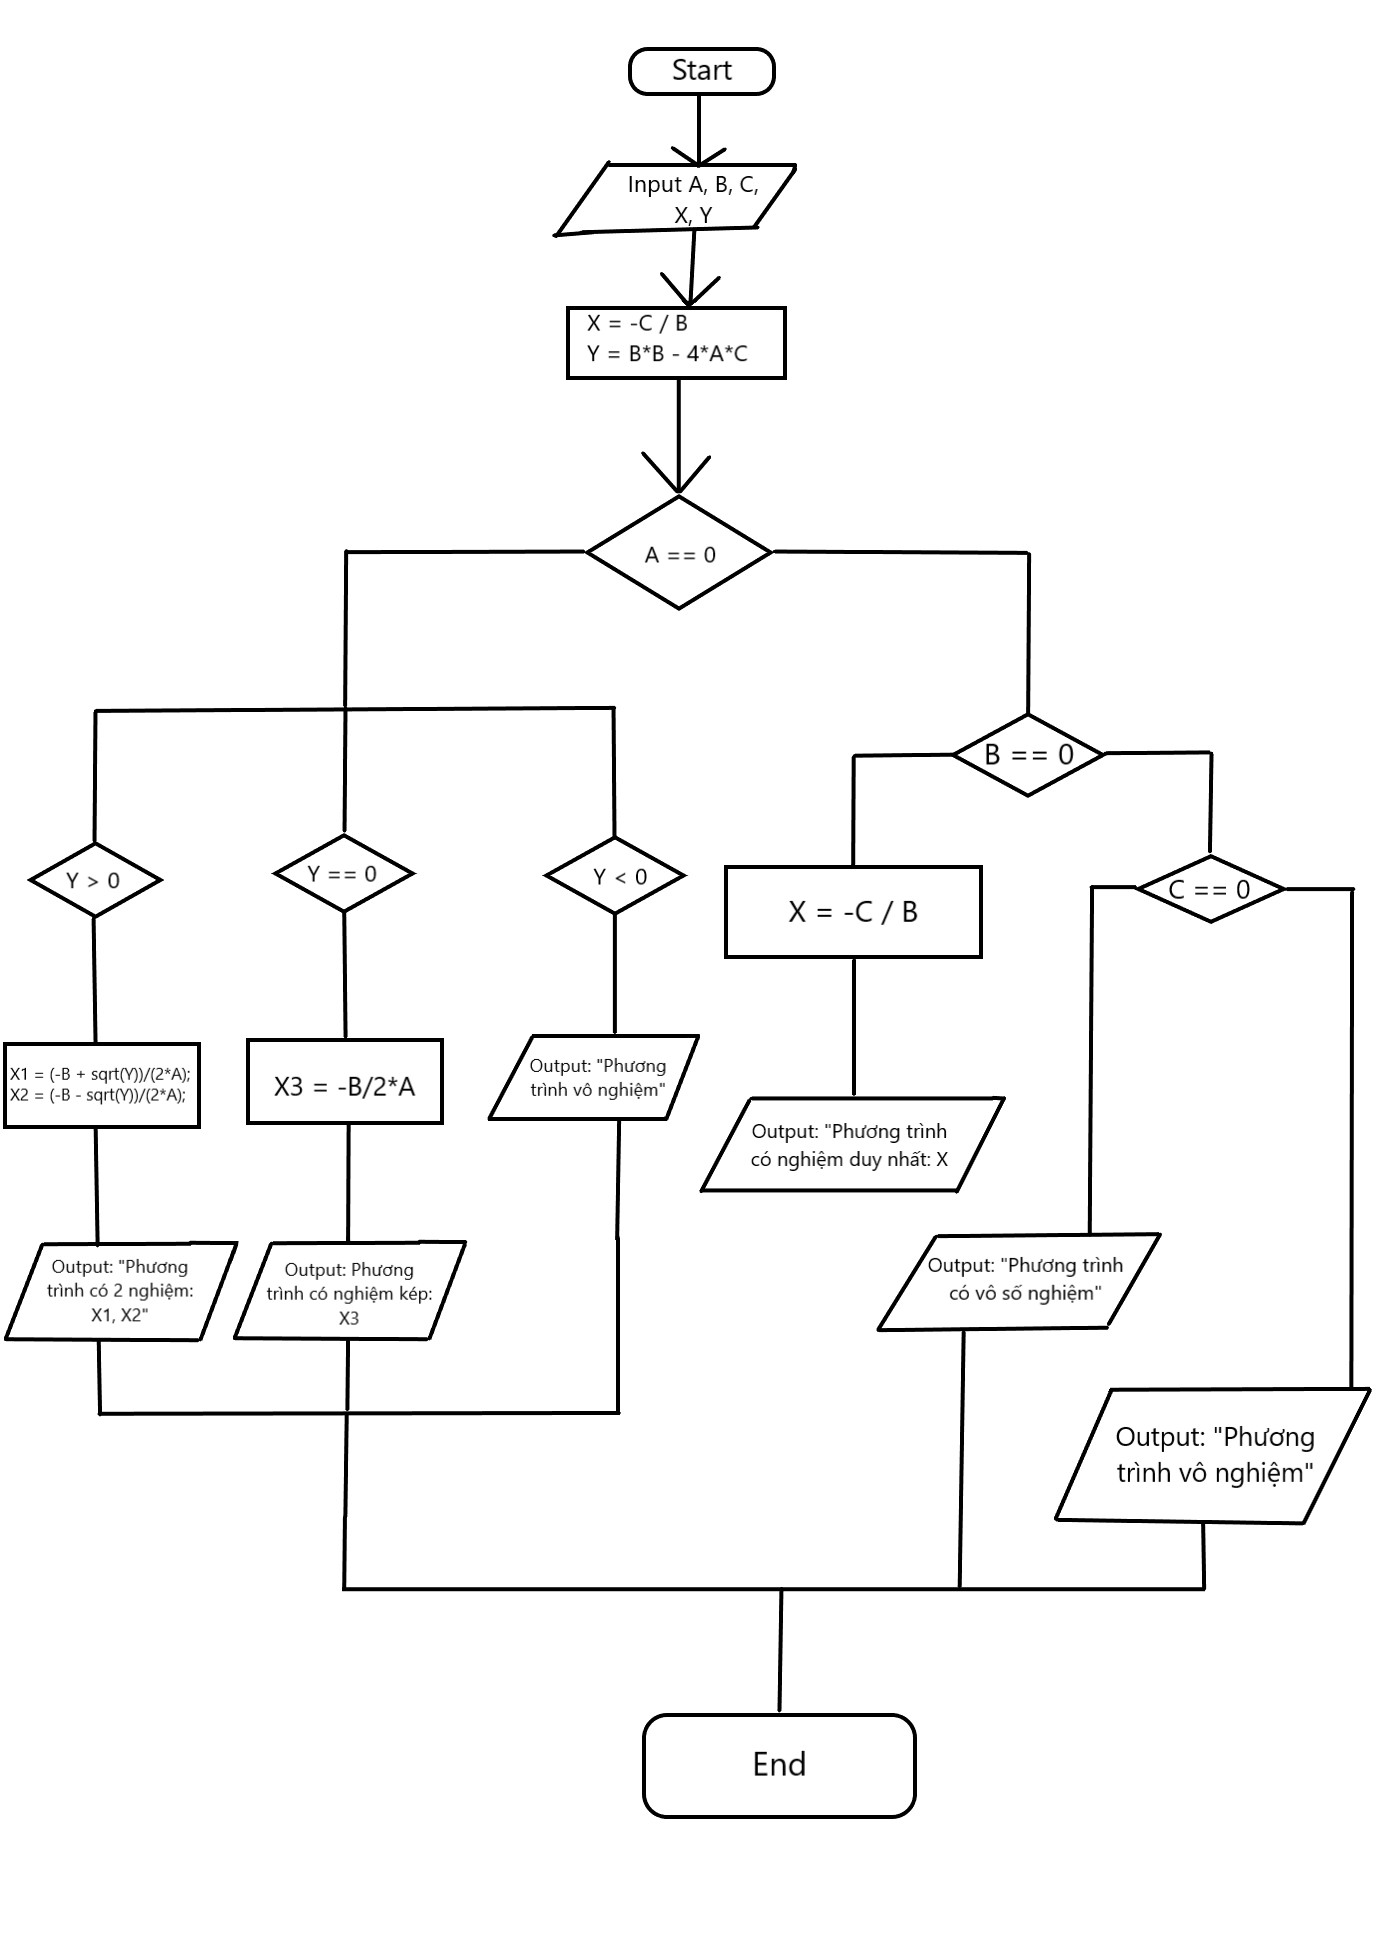 Start
Input A, B, C,
X, Y
X = -C / B
Y = B*B - 4*A*C
A == 0
B == 0
Y > 0
Y == 0
Y < 0
C == 0
X = -C / B
X1 = (-B + sqrt(Y))/(2*A);
X2 = (-B - sqrt(Y))/(2*A);
X3 = -B/2*A
Output: "Phương
trình vô nghiệm"
Output: "Phương trình
có nghiệm duy nhất: X
Output: "Phương
trình có 2 nghiệm:
X1, X2"
Output: Phương
trình có nghiệm kép:
X3
Output: "Phương trình
có vô số nghiệm"
Output: "Phương
trình vô nghiệm"
End